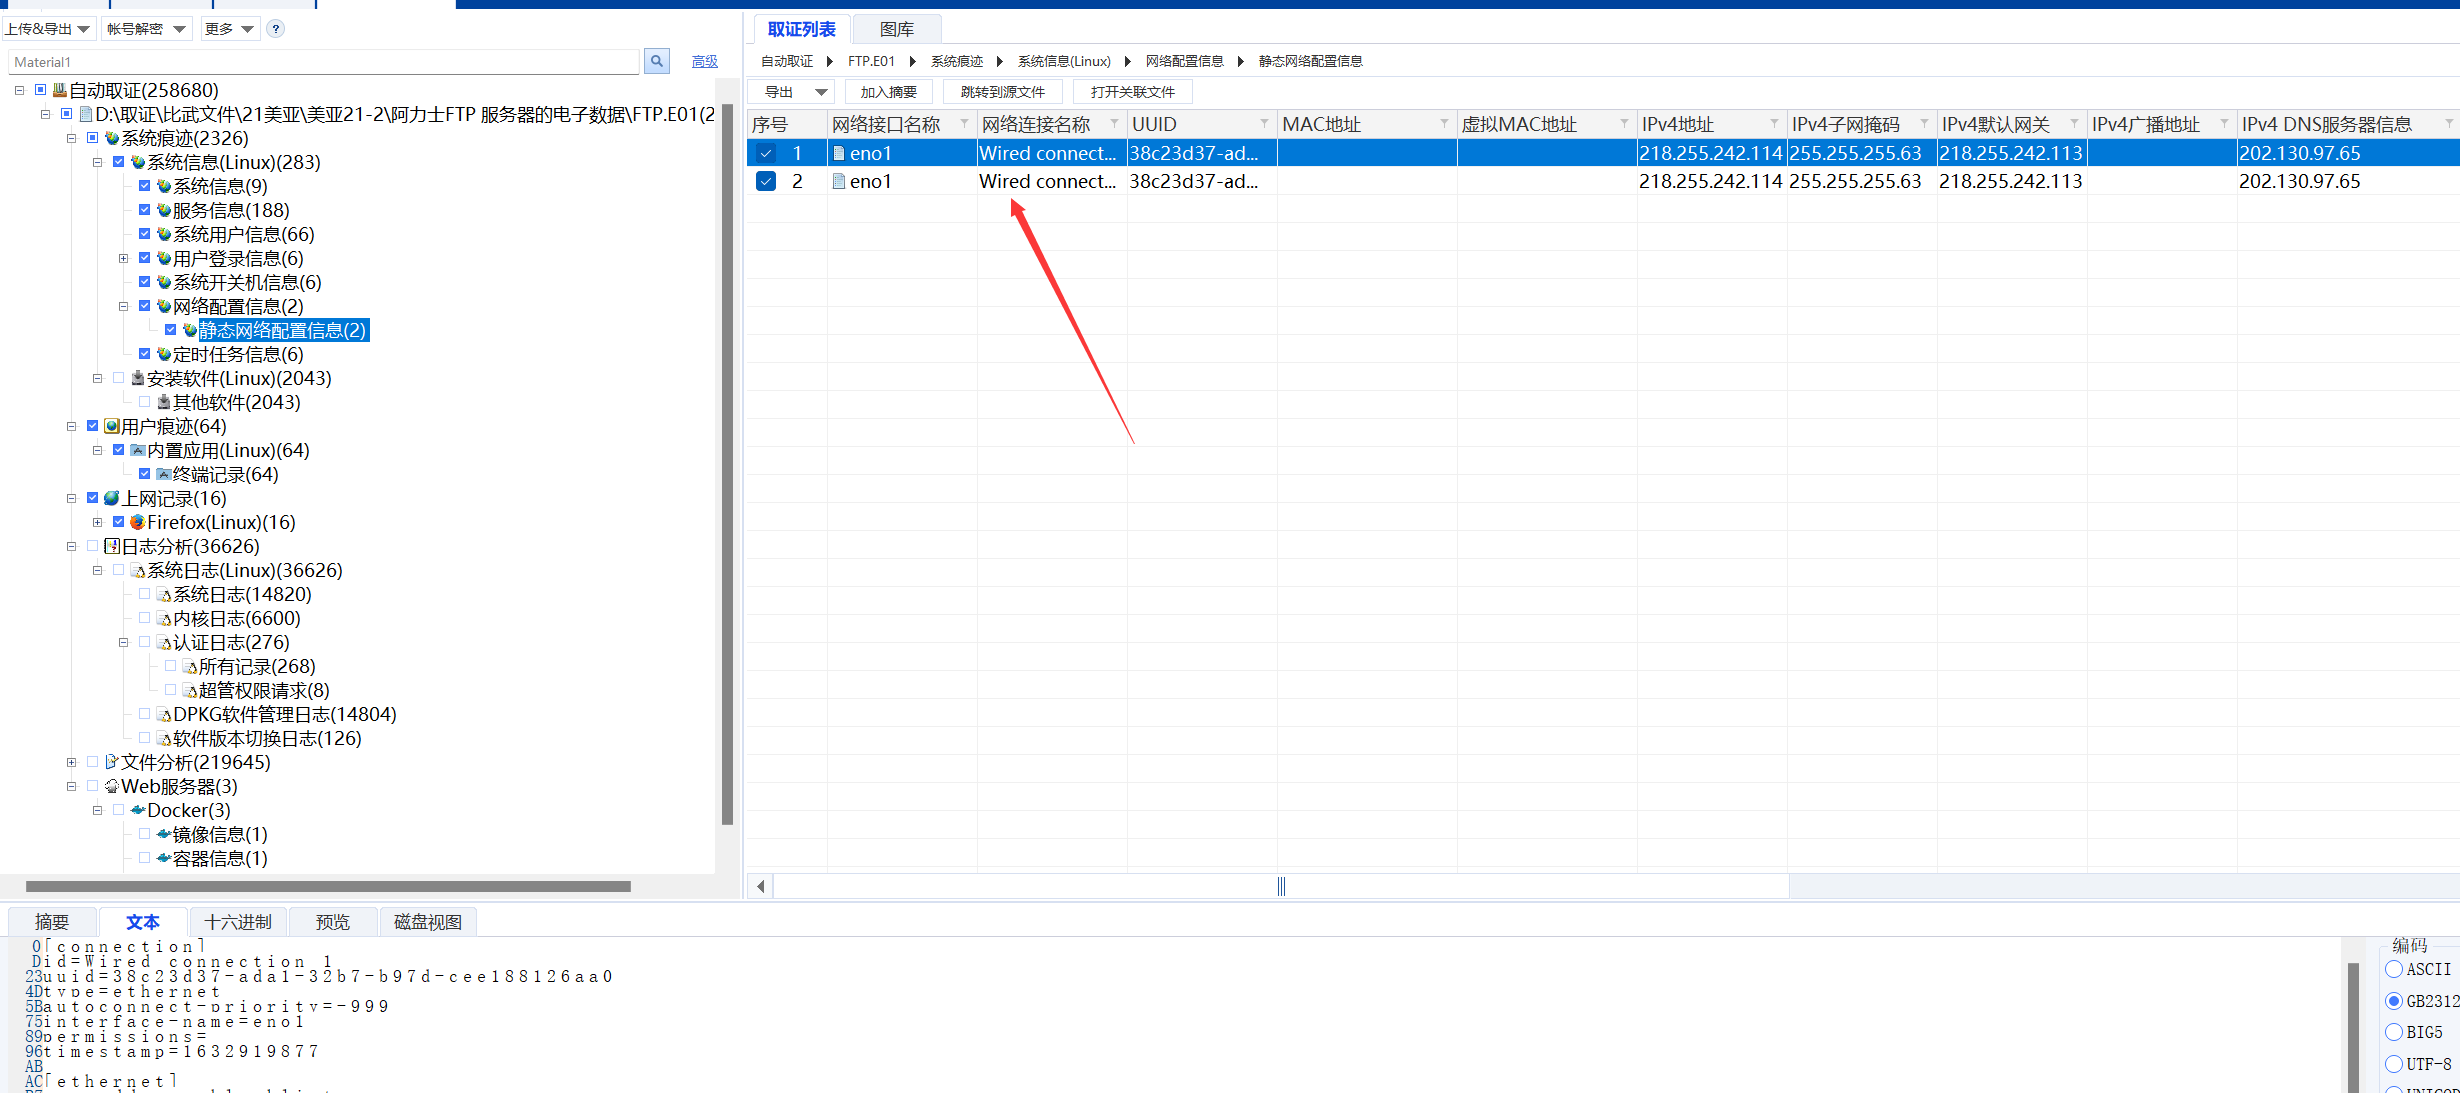 上传&导出
帐号解密
更多
?
Material1
高级
自动取证(258680)
D:\取证\比武文件\21美亚\美亚21-2\阿力士FTP 服务器的电子数据\FTP.E01(2
系统痕迹(2326)
系统信息(Linux)(283)
系统信息(9)
服务信息(188)
系统用户信息(66)
用户登录信息(6)
系统开关机信息(6)
网络配置信息(2)
静态网络配置信息(2)
定时任务信息(6)
安装软件(Linux)(2043)
其他软件(2043)
用户痕迹(64)
内置应用(Linux)(64)
终端记录(64)
上网记录(16)
Firefox(Linux)(16)
日志分析(36626)
系统日志(Linux)(36626)
系统日志(14820)
内核日志(6600)
认证日志(276)
所有记录(268)
超管权限请求(8)
DPKG软件管理日志(14804)
软件版本切换日志(126)
文件分析(219645)
Web服务器(3)
Docker(3)
镜像信息(1)
容器信息(1)
取证列表 图库
自动取证 FTP.E01 系统痕迹 系统信息(Linux) 网络配置信息 静态网络配置信息
导出 加入摘要 跳转到源文件 打开关联文件
序号 网络接口名称 网络连接名称 UUID MAC地址 虚拟MAC地址 IPv4地址 IPv4子网掩码 IPv4默认网关 IPv4广播地址 IPv4 DNS服务器信息
1 eno1 Wired connect... 38c23d37-ad... 218.255.242.114 255.255.255.63 218.255.242.113 202.130.97.65
2 eno1 Wired connect... 38c23d37-ad... 218.255.242.114 255.255.255.63 218.255.242.113 202.130.97.65
摘要 文本 十六进制 预览 磁盘视图
0[connection]
Did=Wired connection 1
23uuid=38c23d37-ada1-32b7-b97d-cee188126aa0
4Dtype=ethernet
5Bautoconnect-priority=-999
75interface-name=eno1
89permissions=
96timestamp=1632919877
AB
AC[ethernet]
编码
ASCII
GB2312
BIG5
UTF-8